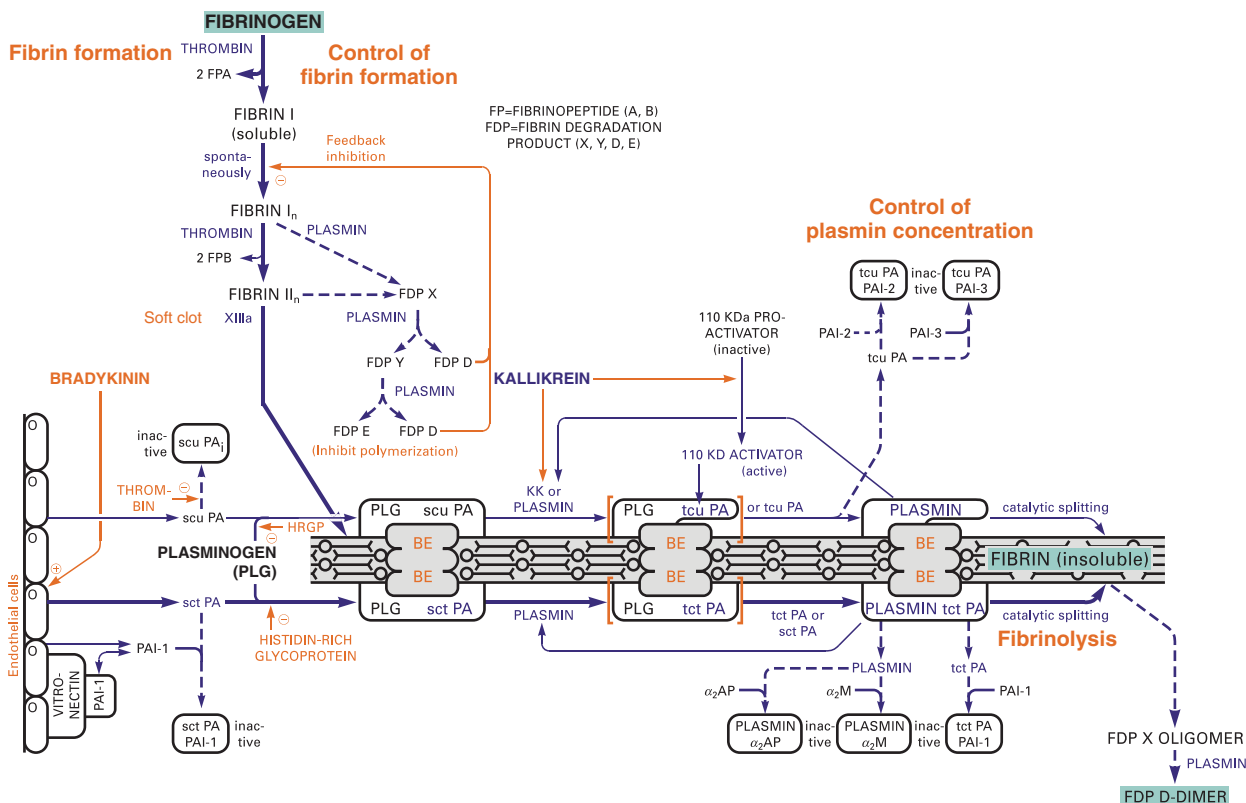 FIBRINOGEN
Fibrin formation
THROMBIN
Control of
fibrin formation
2 FPA
FIBRIN I
(soluble)
FP=FIBRINOPEPTIDE (A, B)
FDP=FIBRIN DEGRADATION
PRODUCT (X, Y, D, E)
Feedback
inhibition
sponta-
neously
⊖
FIBRIN Iₙ
THROMBIN
PLASMIN
2 FPB
Control of
plasmin concentration
FIBRIN IIₙ
FDP X
Soft clot
XIIIa
PLASMIN
FDP Y
FDP D
PLASMIN
FDP E
FDP D
(Inhibit polymerization)
110 KDa PRO-
ACTIVATOR
(inactive)
tcu PA
PAI-2
inac-
tive
tcu PA
PAI-3
PAI-2
PAI-3
tcu PA
BRADYKININ
KALLIKREIN
110 KD ACTIVATOR
(active)
inac-
tive
scu PAi
THROM-
BIN
⊖
scu PA
HRGP
⊖
PLASMINOGEN
(PLG)
KK or
PLASMIN
PLG
scu PA
PLG
tcu PA
or tcu PA
PLASMIN
catalytic splitting
BE
BE
BE
BE
BE
BE
FIBRIN (insoluble)
Endothelial cells
⊕
sct PA
⊖
HISTIDIN-RICH
GLYCOPROTEIN
PLG
sct PA
PLASMIN
PLG
tct PA
tct PA or
sct PA
PLASMIN tct PA
catalytic splitting
Fibrinolysis
PAI-1
VITRO-
NECTIN
PAI-1
sct PA
PAI-1
inac-
tive
PLASMIN
tct PA
α₂AP
α₂M
PAI-1
PLASMIN
α₂AP
inac-
tive
PLASMIN
α₂M
inac-
tive
tct PA
PAI-1
FDP X OLIGOMER
PLASMIN
FDP D-DIMER